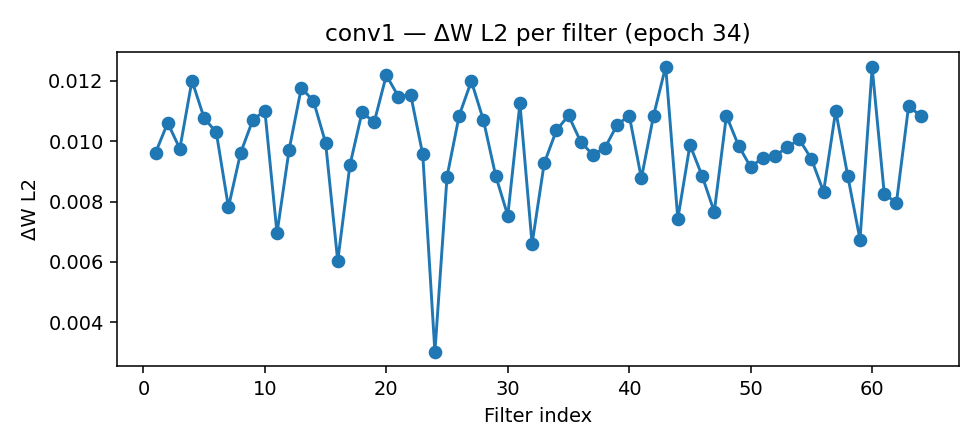 conv1 — ΔW L2 per filter (epoch 34)
0.012
0.010
0.008
0.006
0.004
ΔW L2
0 10 20 30 40 50 60
Filter index